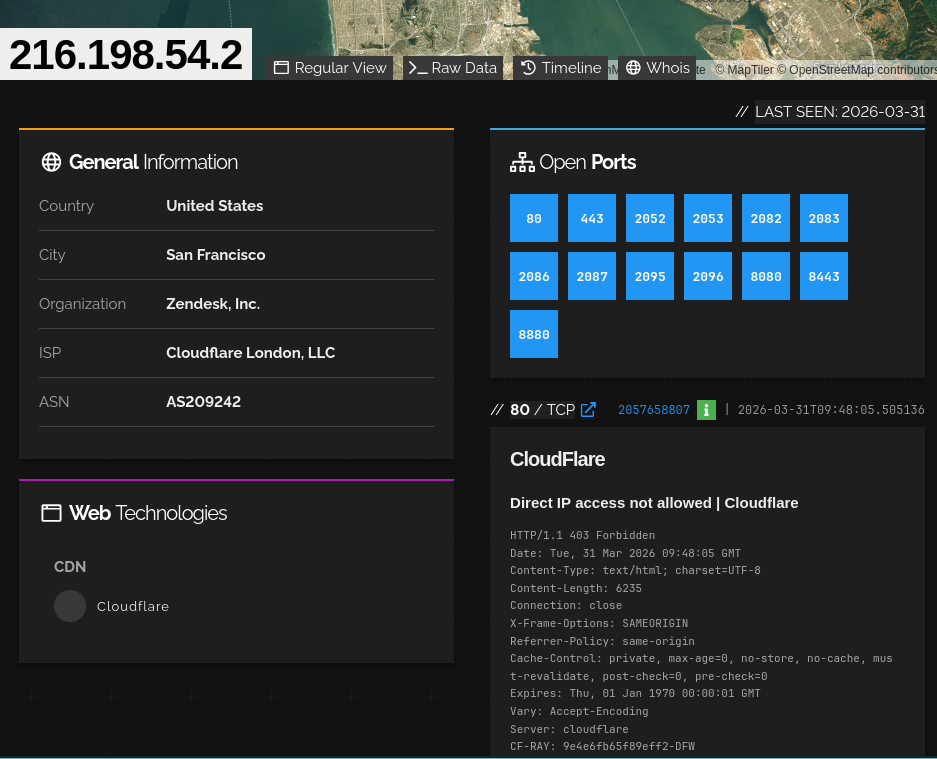 216.198.54.2
Regular View
Raw Data
Timeline
Whois
© MapTiler © OpenStreetMap contributors
// LAST SEEN: 2026-03-31
General Information
Country United States
City San Francisco
Organization Zendesk, Inc.
ISP Cloudflare London, LLC
ASN AS209242
Web Technologies
CDN
Cloudflare
Open Ports
80 443 2052 2053 2082 2083
2086 2087 2095 2096 8080 8443
8880
// 80 / TCP 2057658807 | 2026-03-31T09:48:05.505136
CloudFlare
Direct IP access not allowed | Cloudflare
HTTP/1.1 403 Forbidden
Date: Tue, 31 Mar 2026 09:48:05 GMT
Content-Type: text/html; charset=UTF-8
Content-Length: 6235
Connection: close
X-Frame-Options: SAMEORIGIN
Referrer-Policy: same-origin
Cache-Control: private, max-age=0, no-store, no-cache, mus
t-revalidate, post-check=0, pre-check=0
Expires: Thu, 01 Jan 1970 00:00:01 GMT
Vary: Accept-Encoding
Server: cloudflare
CF-RAY: 9e4e6fb65f89eff2-DFW